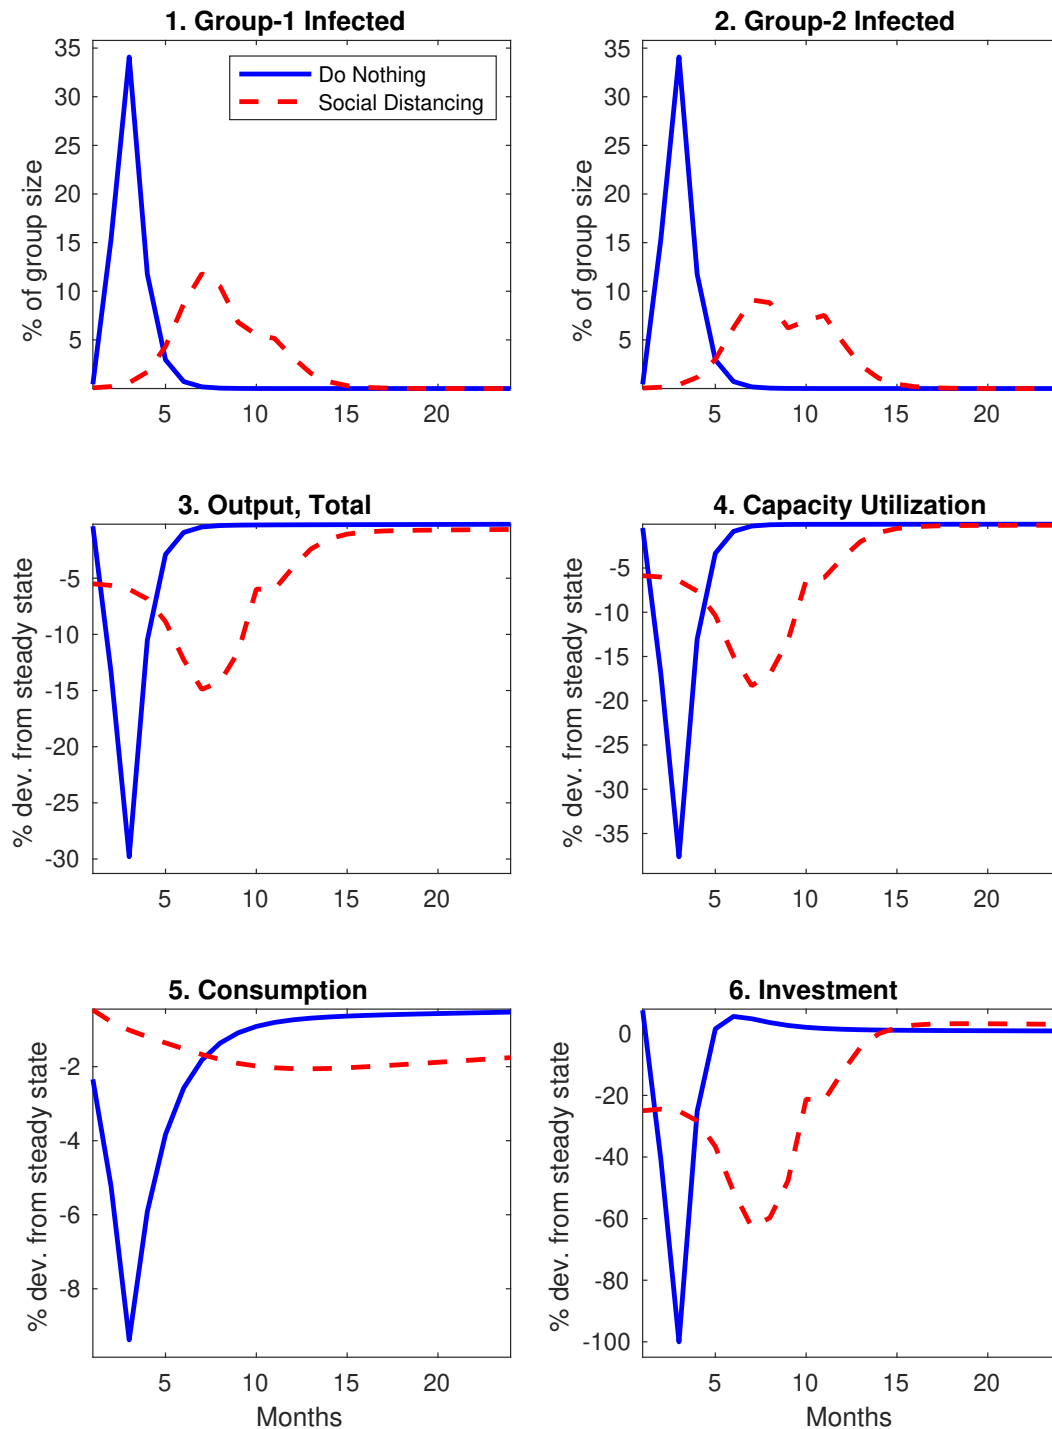 1. Group-1 Infected
% of group size
35
30
25
20
15
10
5
5 10 15 20
Do Nothing
Social Distancing
2. Group-2 Infected
% of group size
35
30
25
20
15
10
5
5 10 15 20
3. Output, Total
% dev. from steady state
-5
-10
-15
-20
-25
-30
5 10 15 20
4. Capacity Utilization
% dev. from steady state
-5
-10
-15
-20
-25
-30
-35
5 10 15 20
5. Consumption
% dev. from steady state
-2
-4
-6
-8
5 10 15 20
Months
6. Investment
% dev. from steady state
0
-20
-40
-60
-80
-100
5 10 15 20
Months